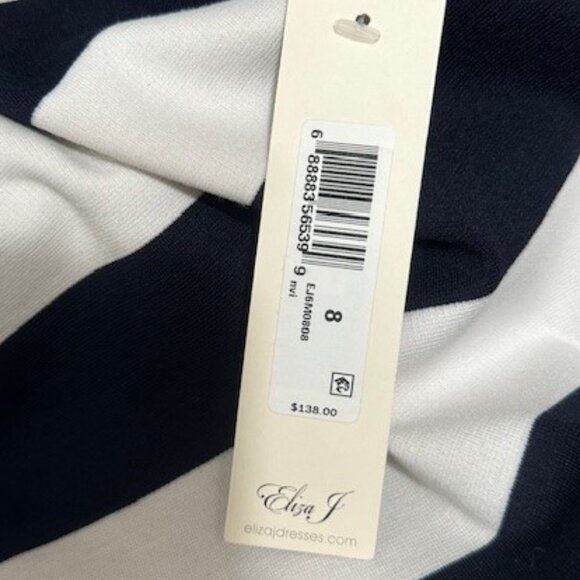 6 88883 56539 9
EJ6M0808
nvi
8
$138.00
Eliza J
elizajdresses.com